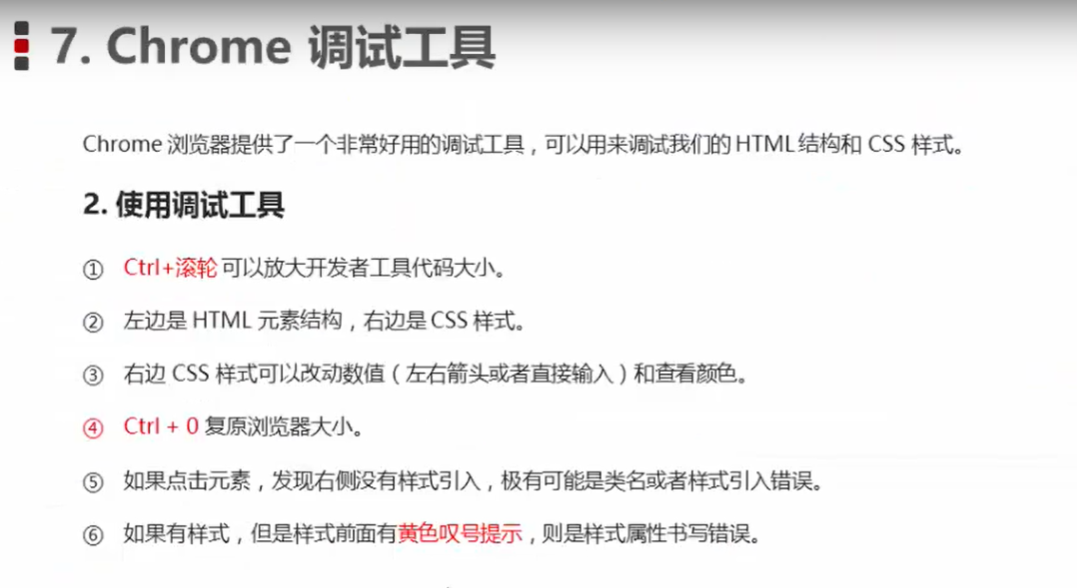 7. Chrome 调试工具
Chrome 浏览器提供了一个非常好用的调试工具，可以用来调试我们的 HTML结构和 CSS 样式。
2. 使用调试工具
① Ctrl+滚轮 可以放大开发者工具代码大小。
② 左边是 HTML 元素结构，右边是 CSS 样式。
③ 右边 CSS 样式可以改动数值（左右箭头或者直接输入）和查看颜色。
④ Ctrl + 0 复原浏览器大小。
⑤ 如果点击元素，发现右侧没有样式引入，极有可能是类名或者样式引入错误。
⑥ 如果有样式，但是样式前面有黄色叹号提示，则是样式属性书写错误。